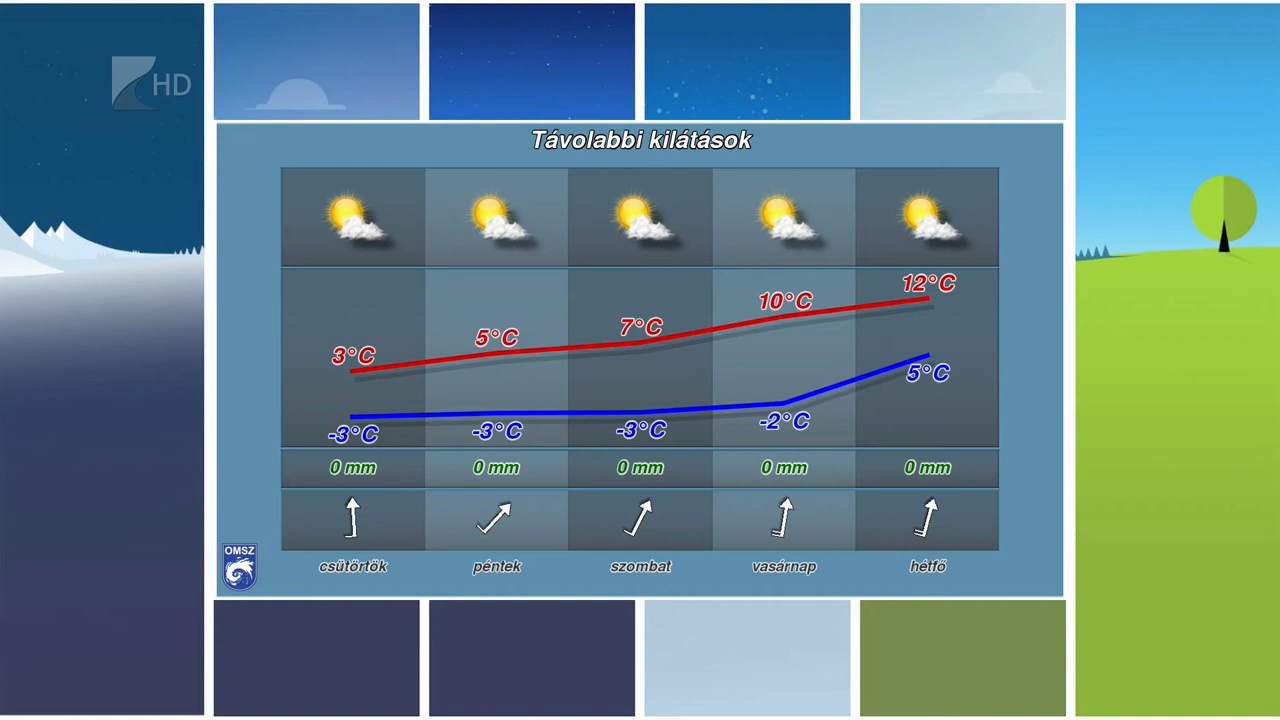 HD
Távolabbi kilátások
3°C 5°C 7°C 10°C 12°C
-3°C -3°C -3°C -2°C 5°C
0 mm 0 mm 0 mm 0 mm 0 mm
OMSZ
csütörtök péntek szombat vasárnap hétfő